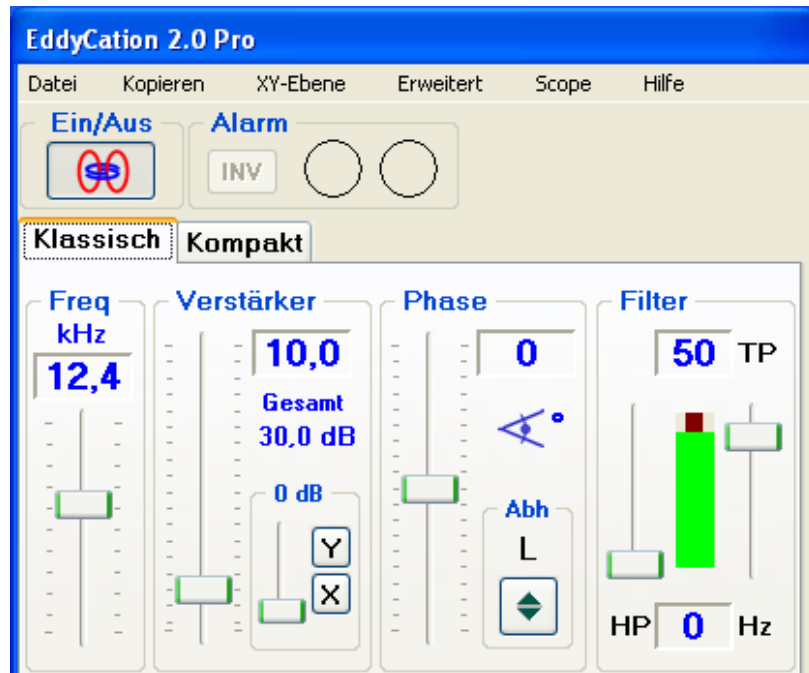 EddyCation 2.0 Pro
Datei Kopieren XY-Ebene Erweitert Scope Hilfe
Ein/Aus Alarm
INV
Klassisch Kompakt
Freq Verstärker Phase Filter
kHz
12,4 10,0 0 50 TP
Gesamt
30,0 dB °
0 dB Abh
Y L
X
HP 0 Hz